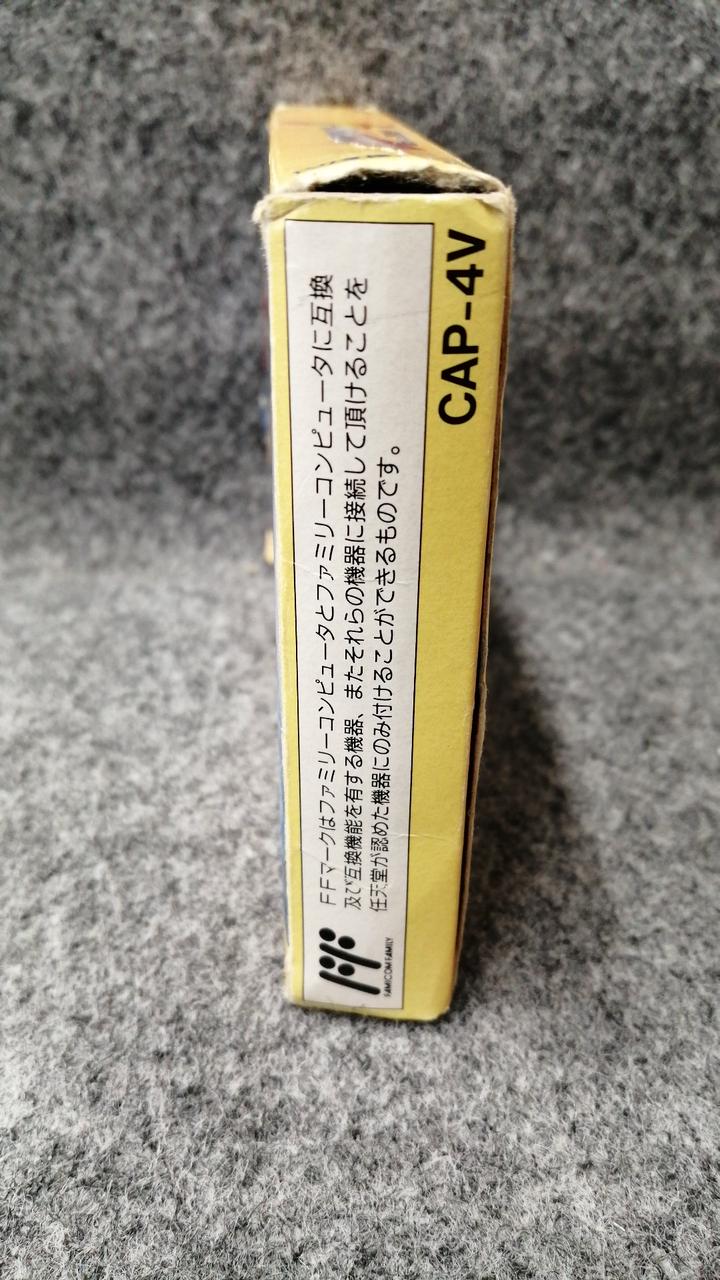 CAP-4V
FFマークはファミリーコンピュータとファミリーコンピュータに互換
及び互換機能を有する機器、またそれらの機器に接続して頂けることを
任天堂が認めた機器にのみ付けることができるものです。
FF
FAMICOM FAMILY